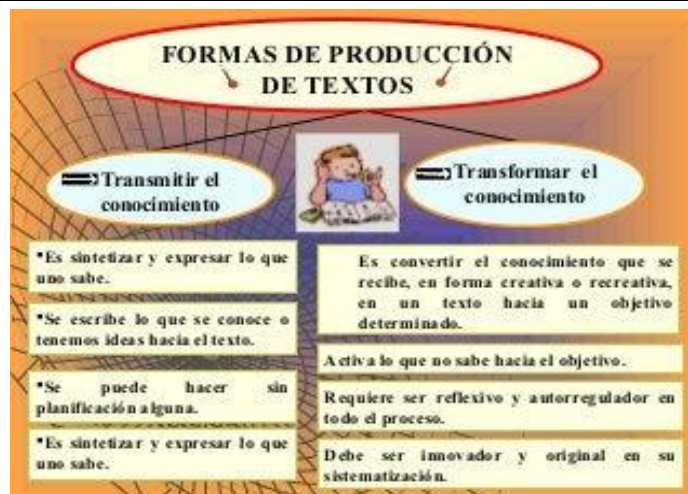 FORMAS DE PRODUCCIÓN
DE TEXTOS
Transmitir el
conocimiento
Transformar el
conocimiento
▪Es sintetizar y expresar lo que
uno sabe.
▪Se escribe lo que se conoce o
tenemos ideas hacia el texto.
▪Se puede hacer sin
planificación alguna.
▪Es sintetizar y expresar lo que
uno sabe.
Es convertir el conocimiento que se
recibe, en forma creativa o recreativa,
en un texto hacia un objetivo
determinado.
Activa lo que no sabe hacia el objetivo.
Requiere ser reflexivo y autorregulador en
todo el proceso.
Debe ser innovador y original en su
sistematización.